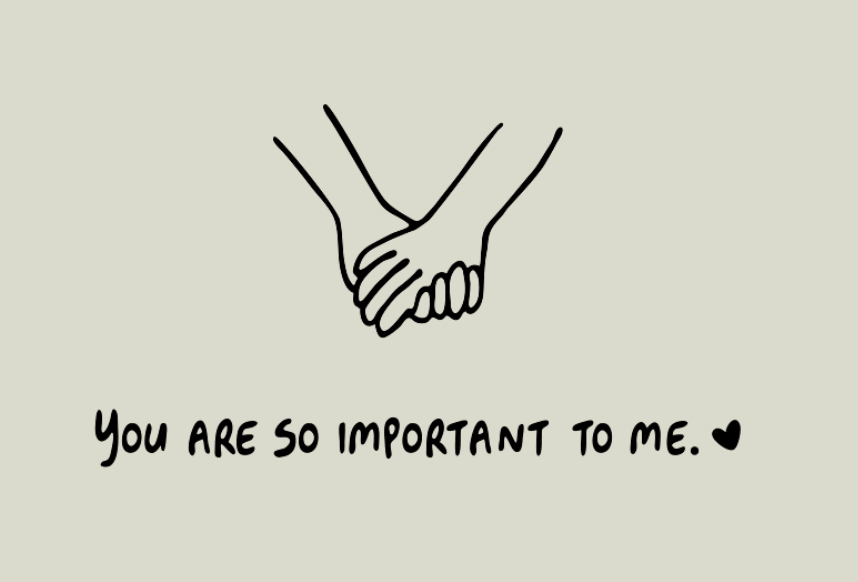 YOU ARE SO IMPORTANT TO ME. ♥